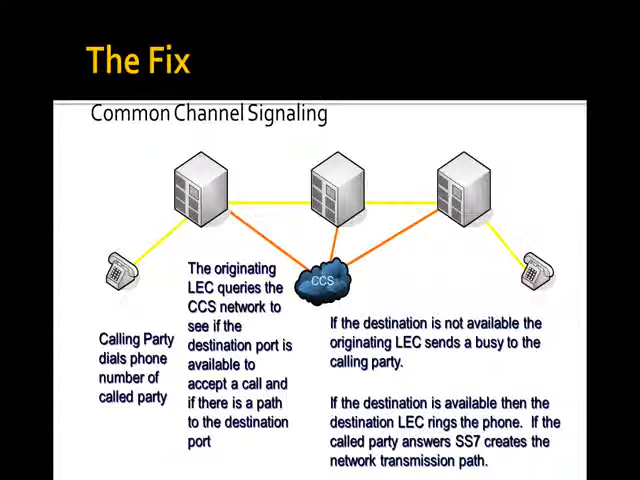 The Fix
Common Channel Signaling
CCS
Calling Party
dials phone
number of
called party
The originating
LEC queries the
CCS network to
see if the
destination port is
available to
accept a call and
if there is a path
to the destination
port
If the destination is not available the
originating LEC sends a busy to the
calling party.
If the destination is available then the
destination LEC rings the phone. If the
called party answers SS7 creates the
network transmission path.